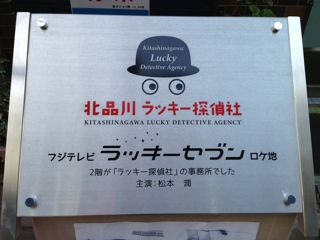 Kitashinagawa
Lucky
Detective Agency
北品川 ラッキー探偵社
KITASHINAGAWA LUCKY DETECTIVE AGENCY
フジテレビ ラッキーセブン ロケ地
2階が「ラッキー探偵社」の事務所でした
主演:松本 潤